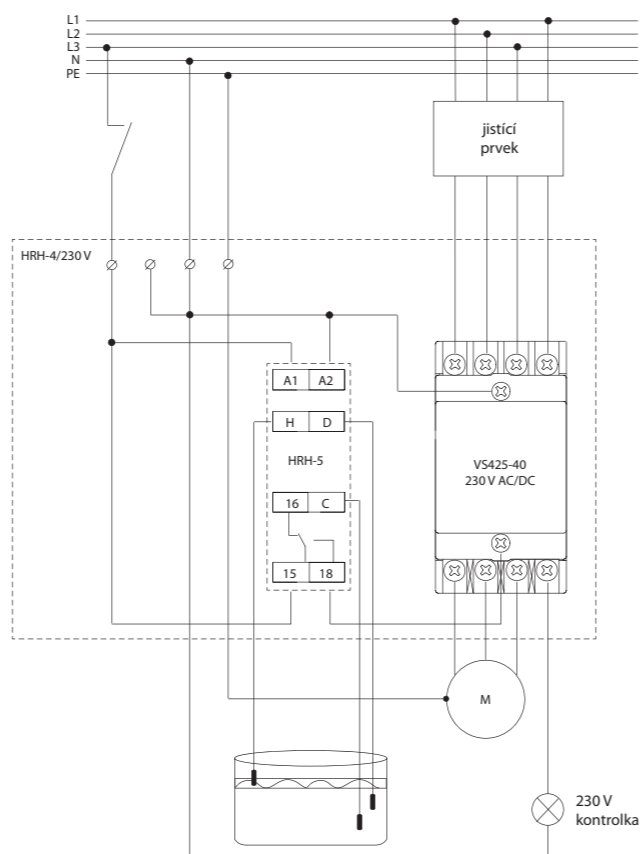 L1
L2
L3
N
PE
jistící
prvek
HRH-4/230 V
A1 A2
H D
HRH-5
16 C
15 18
VS425-40
230 V AC/DC
M
230 V
kontrolka